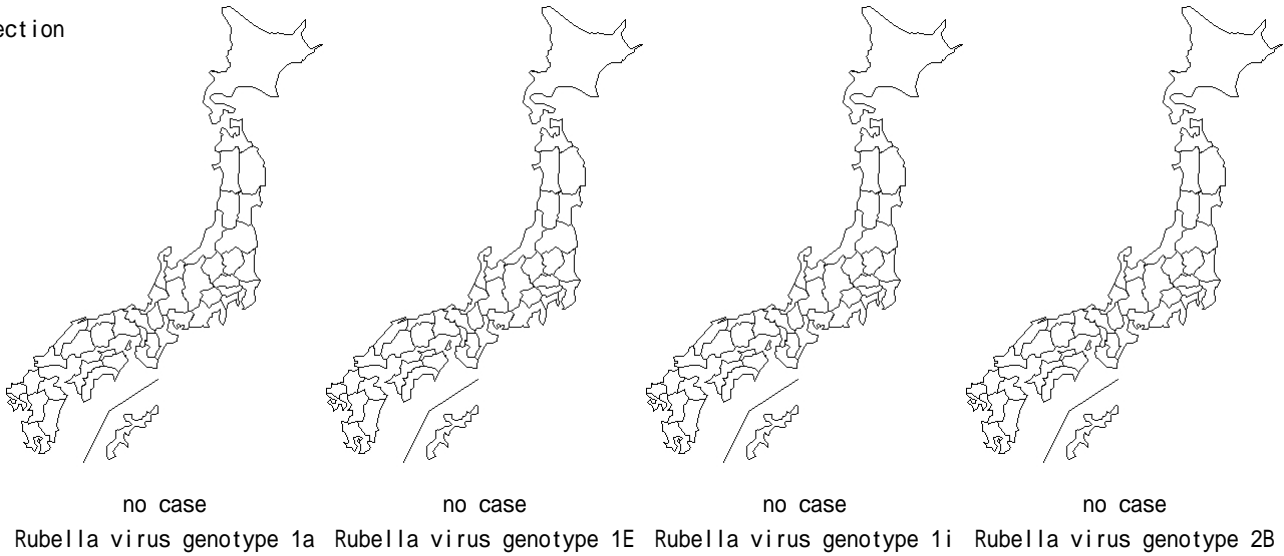 ection
no case no case no case no case
Rubella virus genotype 1a Rubella virus genotype 1E Rubella virus genotype 1i Rubella virus genotype 2B